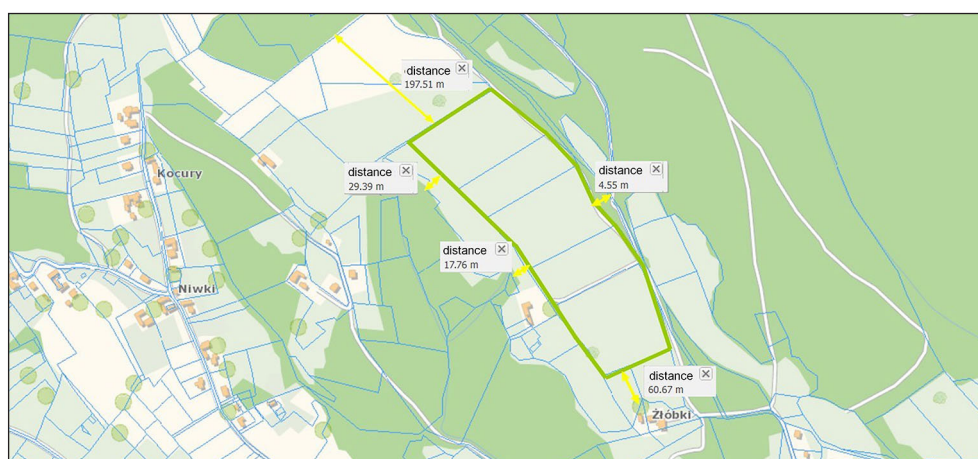 distance
197.51 m
distance
29.39 m
distance
4.55 m
Kocury
distance
17.76 m
Niwki
distance
60.67 m
Żłóbki